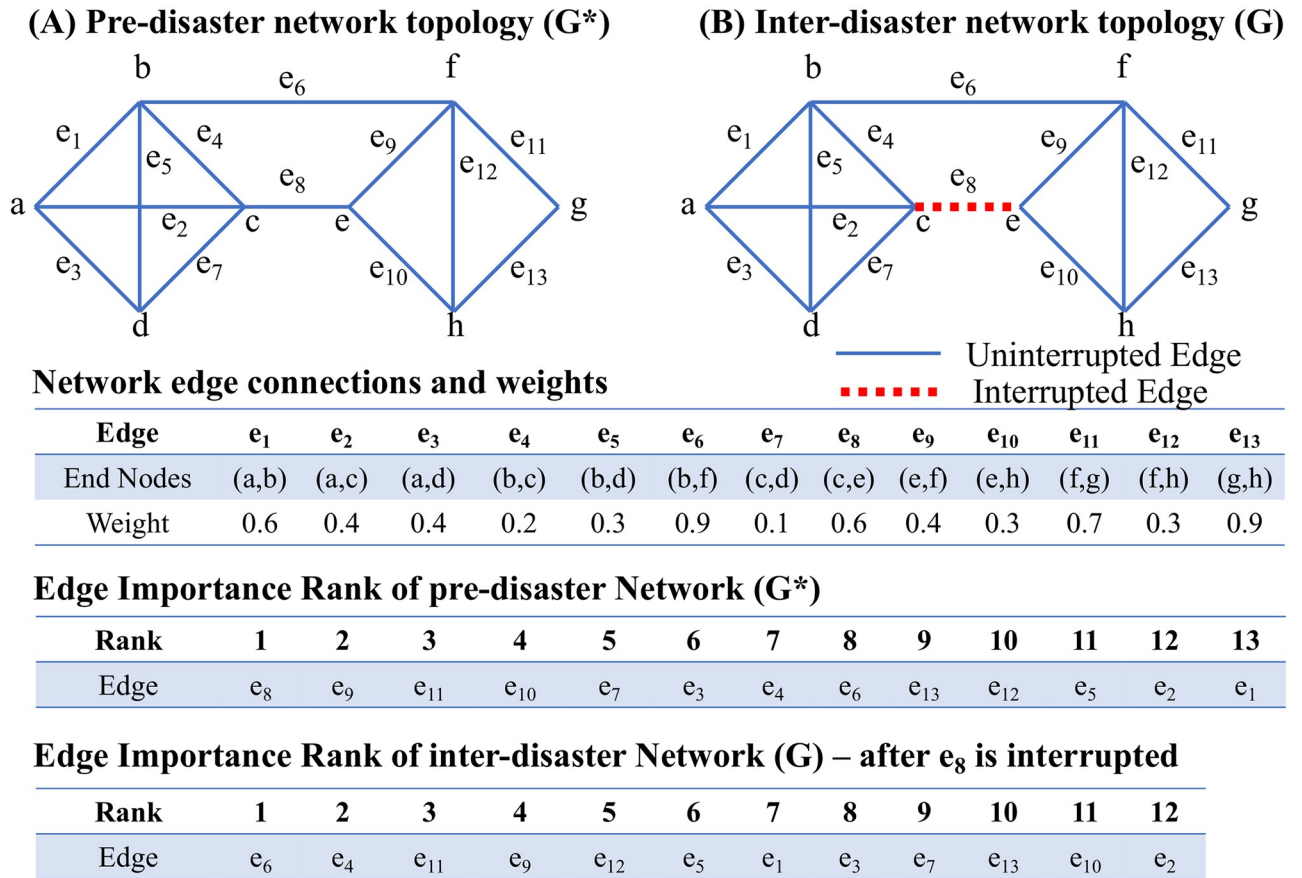 (A) Pre-disaster network topology (G*) (B) Inter-disaster network topology (G)
b f b f
e₆ e₆
e₁ e₄ e₉ e₁₁ e₁ e₄ e₉ e₁₁
e₅ e₁₂ e₅ e₁₂
e₈ e₈
a c e g a c e g
e₂ e₂
e₃ e₇ e₁₀ e₁₃ e₃ e₇ e₁₀ e₁₃
d h d h
Uninterrupted Edge
Interrupted Edge
Network edge connections and weights
Edge e₁ e₂ e₃ e₄ e₅ e₆ e₇ e₈ e₉ e₁₀ e₁₁ e₁₂ e₁₃
End Nodes (a,b) (a,c) (a,d) (b,c) (b,d) (b,f) (c,d) (c,e) (e,f) (e,h) (f,g) (f,h) (g,h)
Weight 0.6 0.4 0.4 0.2 0.3 0.9 0.1 0.6 0.4 0.3 0.7 0.3 0.9
Edge Importance Rank of pre-disaster Network (G*)
Rank 1 2 3 4 5 6 7 8 9 10 11 12 13
Edge e₈ e₉ e₁₁ e₁₀ e₇ e₃ e₄ e₆ e₁₃ e₁₂ e₅ e₂ e₁
Edge Importance Rank of inter-disaster Network (G) – after e₈ is interrupted
Rank 1 2 3 4 5 6 7 8 9 10 11 12
Edge e₆ e₄ e₁₁ e₉ e₁₂ e₅ e₁ e₃ e₇ e₁₃ e₁₀ e₂